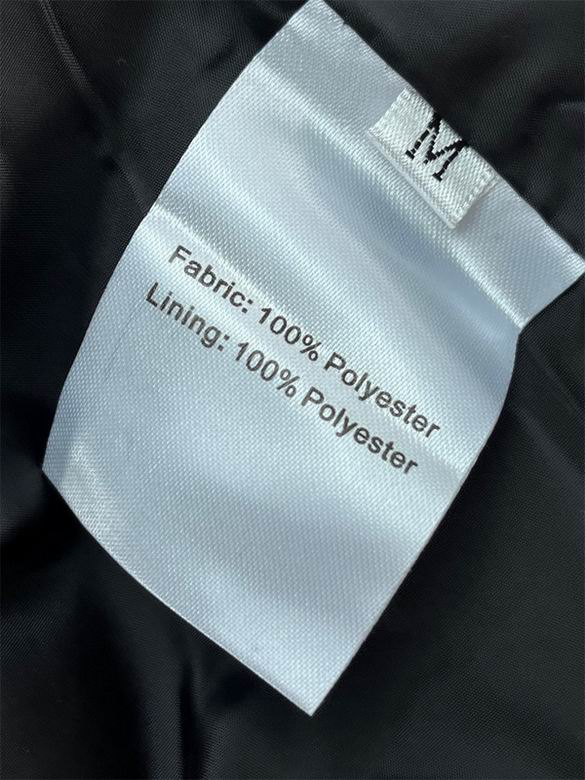 M
Fabric: 100% Polyester
Lining: 100% Polyester